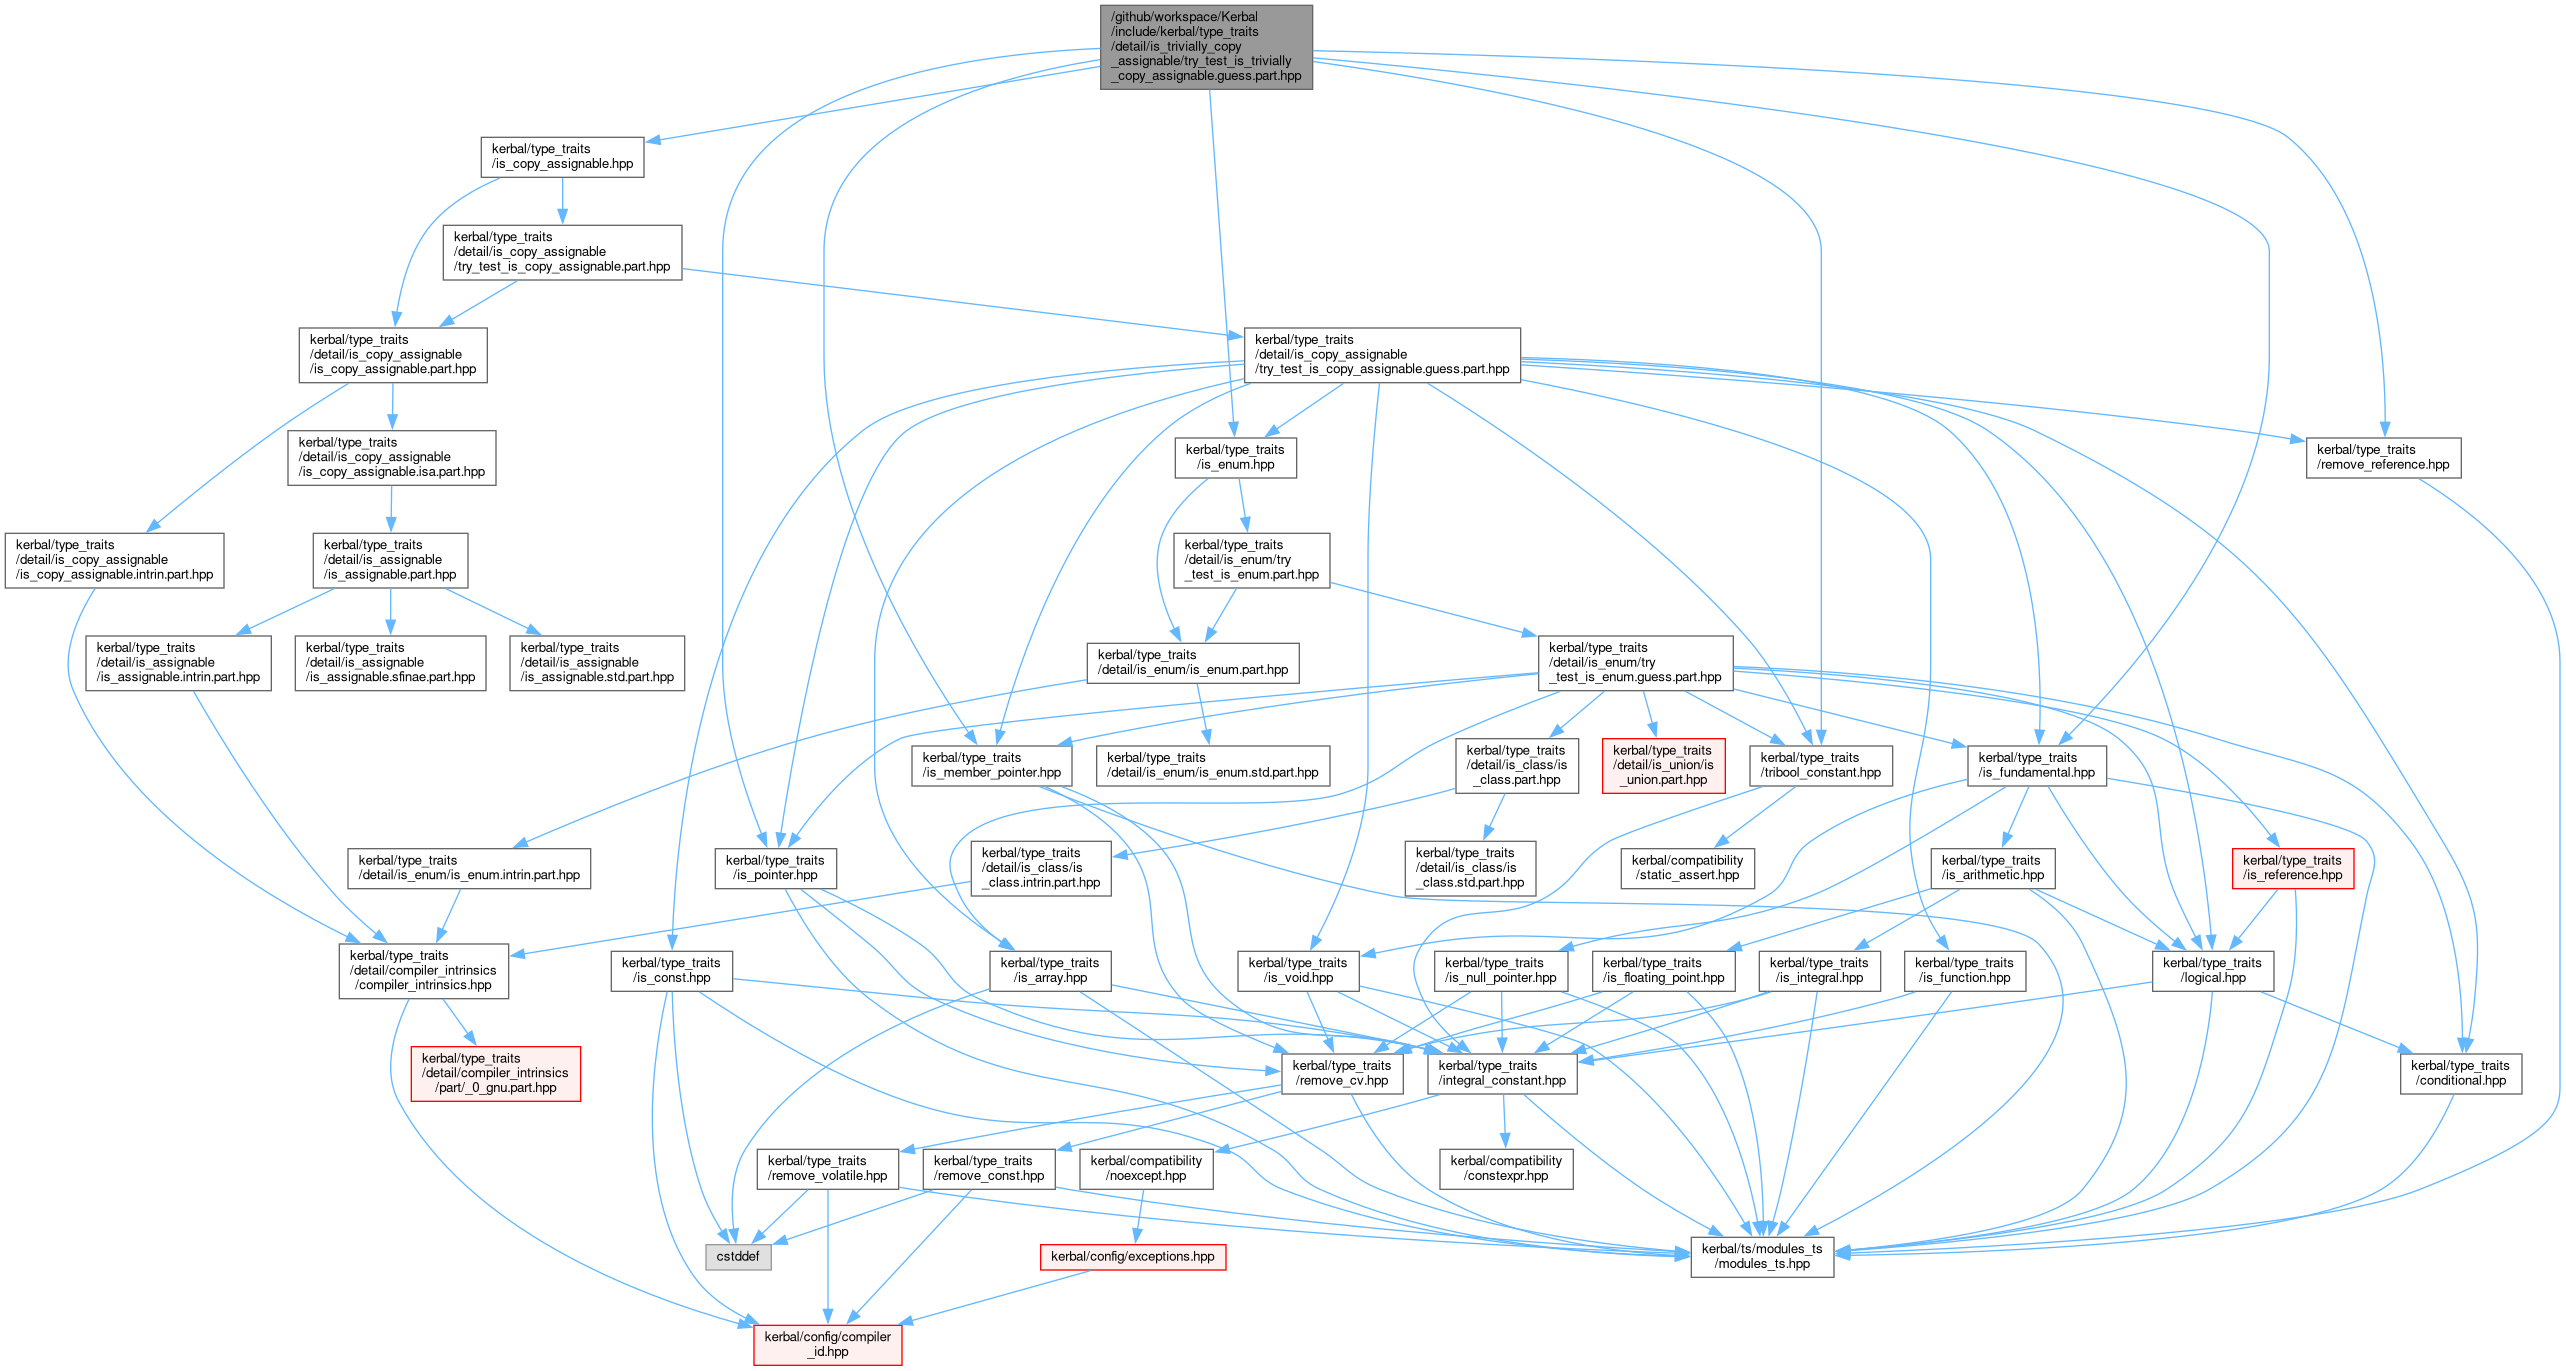 /github/workspace/Kerbal
/include/kerbal/type_traits
/detail/is_trivially_copy
_assignable/try_test_is_trivially
_copy_assignable.guess.part.hpp
kerbal/type_traits
/is_copy_assignable.hpp
kerbal/type_traits
/detail/is_copy_assignable
/try_test_is_copy_assignable.part.hpp
kerbal/type_traits
/detail/is_copy_assignable
/is_copy_assignable.part.hpp
kerbal/type_traits
/detail/is_copy_assignable
/try_test_is_copy_assignable.guess.part.hpp
kerbal/type_traits
/detail/is_copy_assignable
/is_copy_assignable.isa.part.hpp
kerbal/type_traits
/is_enum.hpp
kerbal/type_traits
/remove_reference.hpp
kerbal/type_traits
/detail/is_copy_assignable
/is_copy_assignable.intrin.part.hpp
kerbal/type_traits
/detail/is_assignable
/is_assignable.part.hpp
kerbal/type_traits
/detail/is_enum/try
_test_is_enum.part.hpp
kerbal/type_traits
/detail/is_assignable
/is_assignable.intrin.part.hpp
kerbal/type_traits
/detail/is_assignable
/is_assignable.sfinae.part.hpp
kerbal/type_traits
/detail/is_assignable
/is_assignable.std.part.hpp
kerbal/type_traits
/detail/is_enum/is_enum.part.hpp
kerbal/type_traits
/detail/is_enum/try
_test_is_enum.guess.part.hpp
kerbal/type_traits
/is_member_pointer.hpp
kerbal/type_traits
/detail/is_enum/is_enum.std.part.hpp
kerbal/type_traits
/detail/is_class/is
_class.part.hpp
kerbal/type_traits
/detail/is_union/is
_union.part.hpp
kerbal/type_traits
/tribool_constant.hpp
kerbal/type_traits
/is_fundamental.hpp
kerbal/type_traits
/detail/is_enum/is_enum.intrin.part.hpp
kerbal/type_traits
/is_pointer.hpp
kerbal/type_traits
/detail/is_class/is
_class.intrin.part.hpp
kerbal/type_traits
/detail/is_class/is
_class.std.part.hpp
kerbal/compatibility
/static_assert.hpp
kerbal/type_traits
/is_arithmetic.hpp
kerbal/type_traits
/is_reference.hpp
kerbal/type_traits
/detail/compiler_intrinsics
/compiler_intrinsics.hpp
kerbal/type_traits
/is_const.hpp
kerbal/type_traits
/is_array.hpp
kerbal/type_traits
/is_void.hpp
kerbal/type_traits
/is_null_pointer.hpp
kerbal/type_traits
/is_floating_point.hpp
kerbal/type_traits
/is_integral.hpp
kerbal/type_traits
/is_function.hpp
kerbal/type_traits
/logical.hpp
kerbal/type_traits
/detail/compiler_intrinsics
/part/_0_gnu.part.hpp
kerbal/type_traits
/remove_cv.hpp
kerbal/type_traits
/integral_constant.hpp
kerbal/type_traits
/conditional.hpp
kerbal/type_traits
/remove_volatile.hpp
kerbal/type_traits
/remove_const.hpp
kerbal/compatibility
/noexcept.hpp
kerbal/compatibility
/constexpr.hpp
cstddef
kerbal/config/exceptions.hpp
kerbal/ts/modules_ts
/modules_ts.hpp
kerbal/config/compiler
_id.hpp